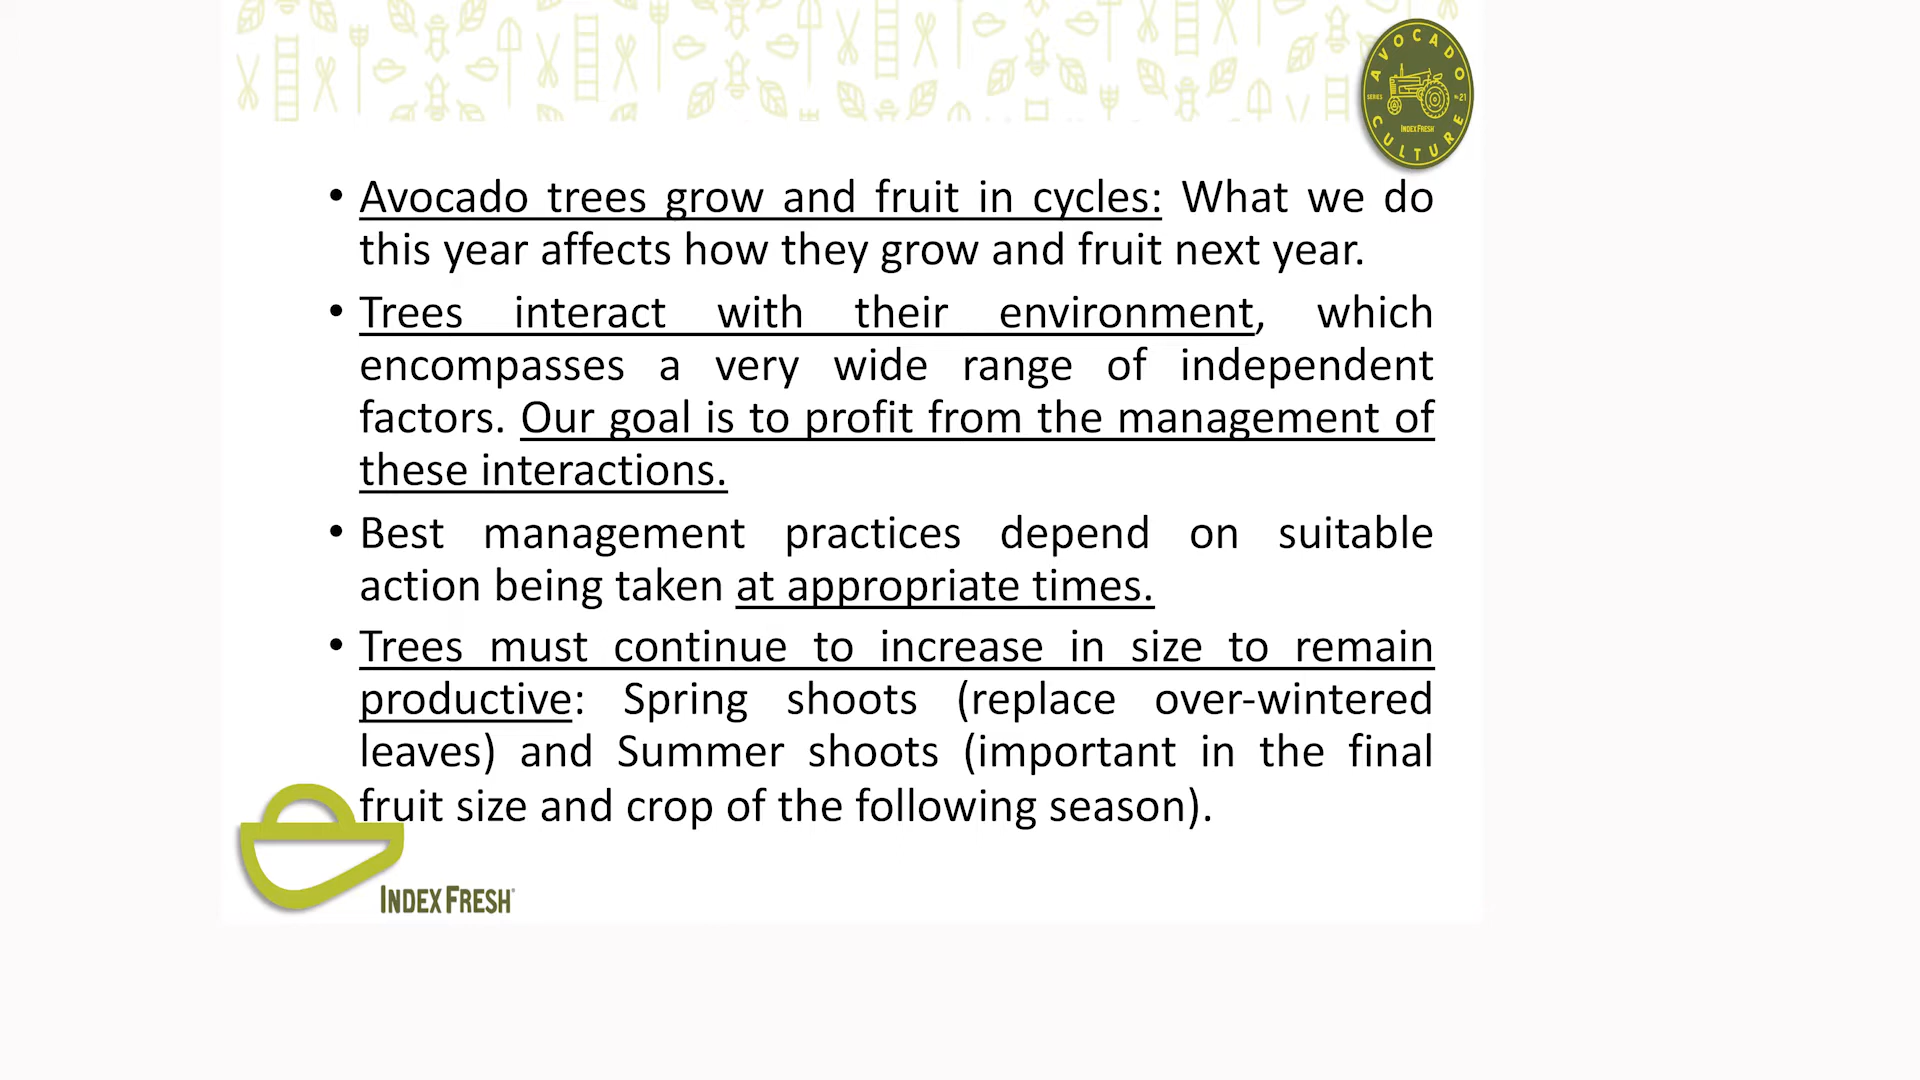 AVOCADO
SERIES
No 21
INDEX FRESH
CULTURE
• Avocado trees grow and fruit in cycles: What we do
this year affects how they grow and fruit next year.
• Trees interact with their environment, which
encompasses a very wide range of independent
factors. Our goal is to profit from the management of
these interactions.
• Best management practices depend on suitable
action being taken at appropriate times.
• Trees must continue to increase in size to remain
productive: Spring shoots (replace over-wintered
leaves) and Summer shoots (important in the final
fruit size and crop of the following season).
INDEX FRESH